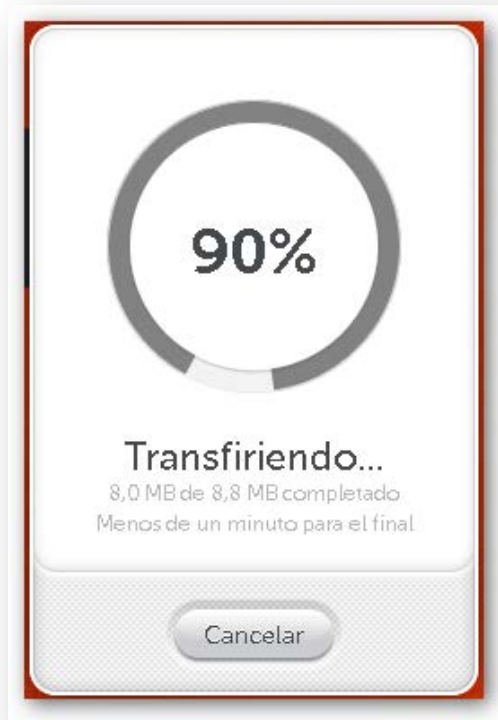 90%
Transfiriendo...
8,0 MB de 8,8 MB completado
Menos de un minuto para el final
Cancelar